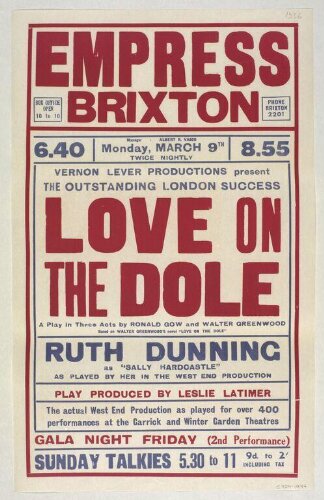 EMPRESS
BRIXTON
BOX OFFICE
OPEN
10 to 10
PHONE
BRIXTON
2201
6.40
Manager : ALBERT R. VASCO
Monday, MARCH 9TH
TWICE NIGHTLY
8.55
VERNON LEVER PRODUCTIONS present
THE OUTSTANDING LONDON SUCCESS
LOVE ON
THE DOLE
A Play in Three Acts by RONALD GOW and WALTER GREENWOOD
Based on WALTER GREENWOOD'S novel "LOVE ON THE DOLE"
RUTH DUNNING
as "SALLY HARDCASTLE"
AS PLAYED BY HER IN THE WEST END PRODUCTION
PLAY PRODUCED BY LESLIE LATIMER
The actual West End Production as played for over 400
performances at the Garrick and Winter Garden Theatres
GALA NIGHT FRIDAY (2nd Performance)
SUNDAY TALKIES 5.30 to 11
9d. to 2'
INCLUDING TAX